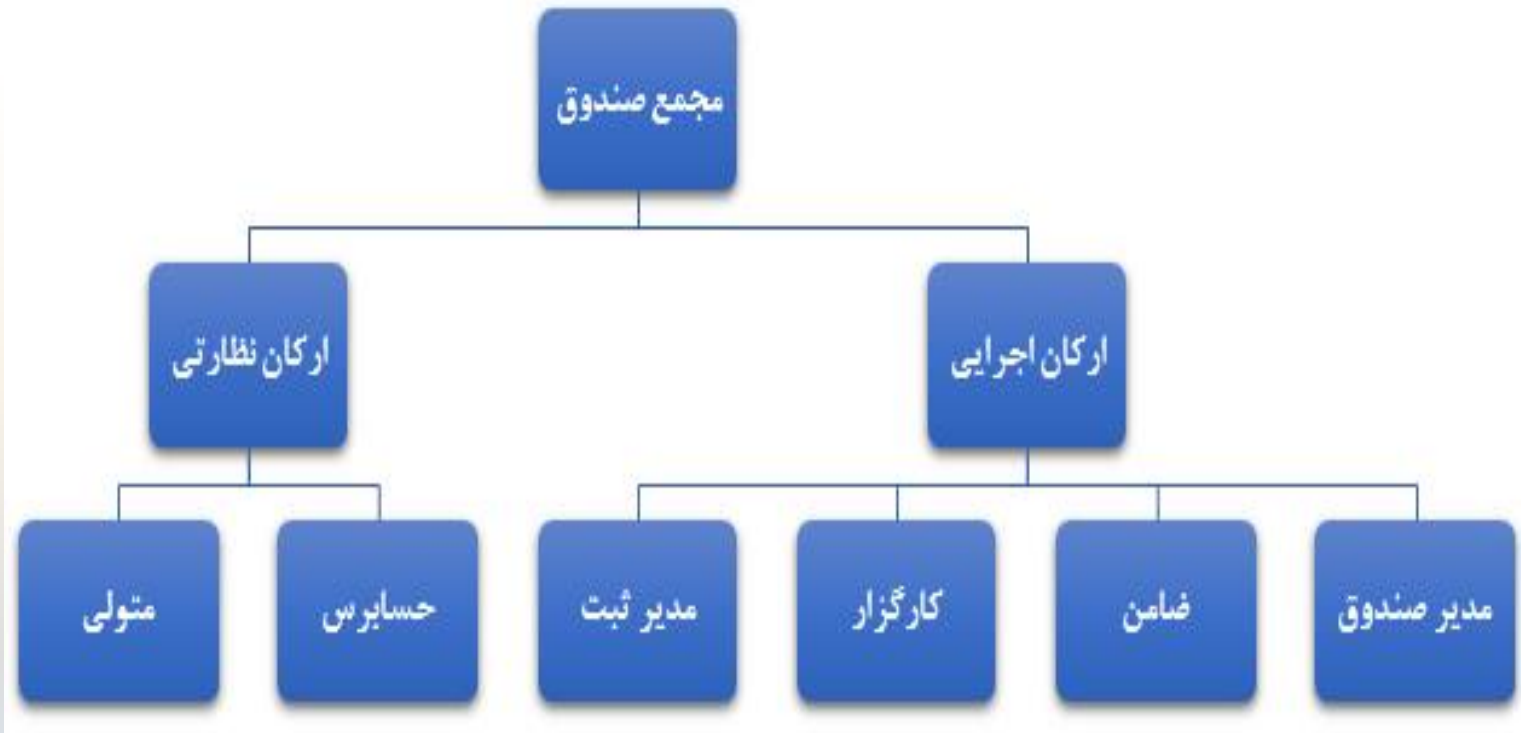 مجمع صندوق
ارکان اجرایی
ارکان نظارتی
مدیر صندوق
ضامن
کارگزار
مدیر ثبت
حسابرس
متولی